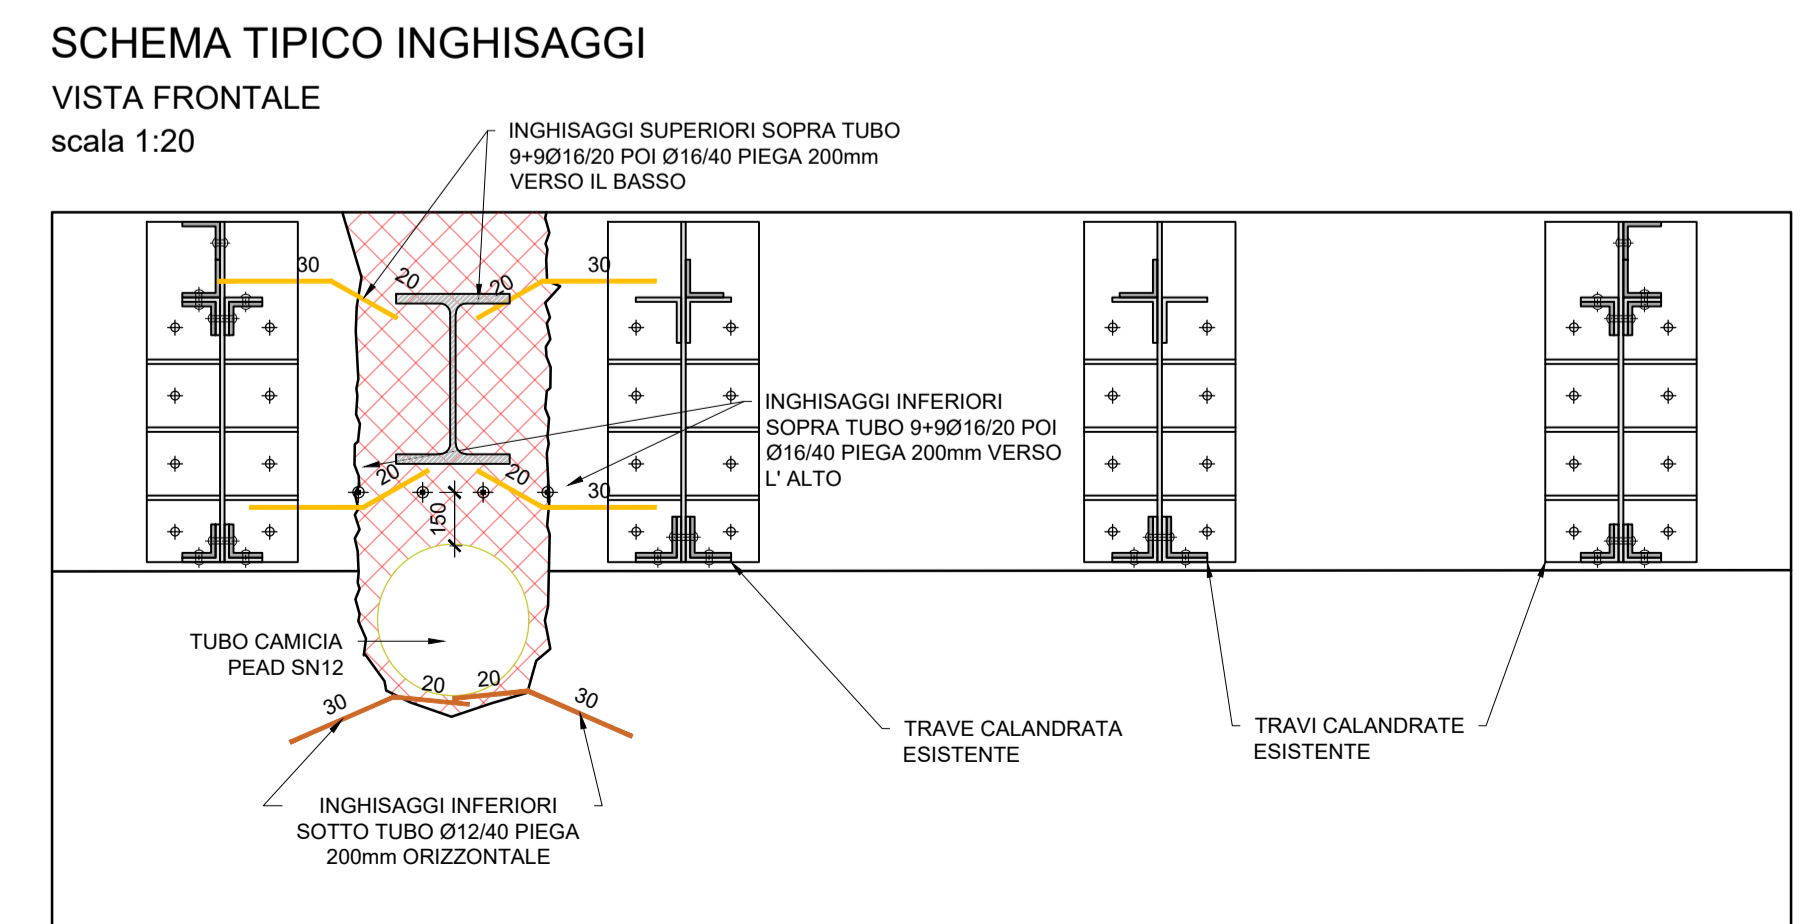 SCHEMA TIPICO INGHISAGGI
VISTA FRONTALE
scala 1:20
INGHISAGGI SUPERIORI SOPRA TUBO
9+9Ø16/20 POI Ø16/40 PIEGA 200mm
VERSO IL BASSO
30
20
20
30
INGHISAGGI INFERIORI
SOPRA TUBO 9+9Ø16/20 POI
Ø16/40 PIEGA 200mm VERSO
L' ALTO
20
20
30
150
TUBO CAMICIA
PEAD SN12
30
20
20
30
TRAVE CALANDRATA
ESISTENTE
TRAVI CALANDRATE
ESISTENTE
INGHISAGGI INFERIORI
SOTTO TUBO Ø12/40 PIEGA
200mm ORIZZONTALE